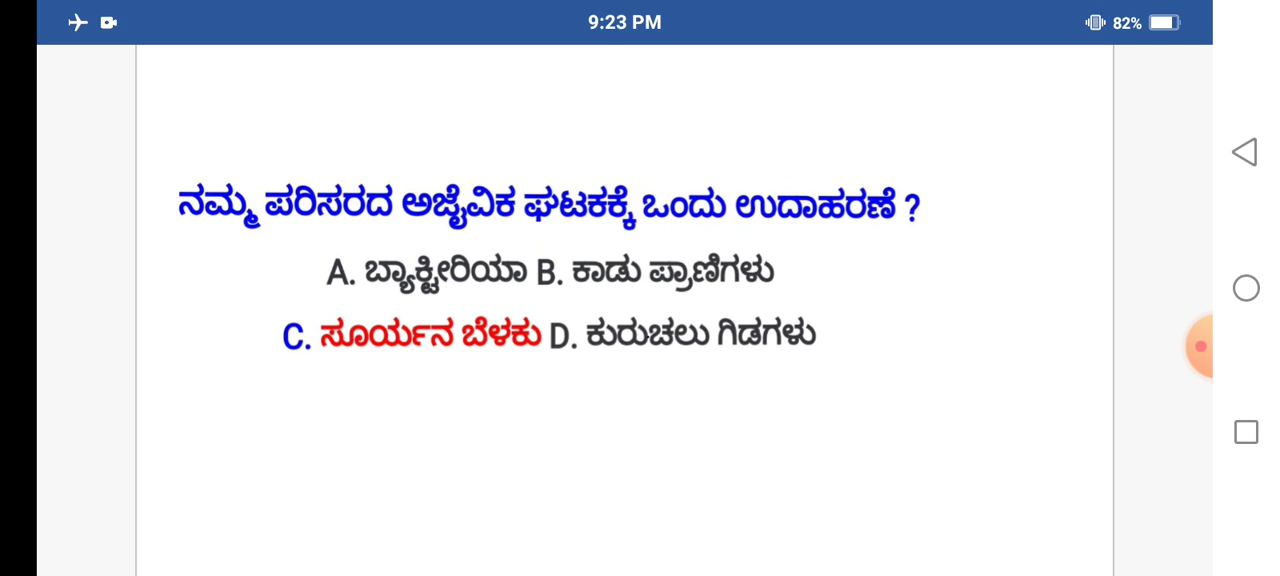 9:23 PM 82%
ನಮ್ಮ ಪರಿಸರದ ಅಜೈವಿಕ ಘಟಕಕ್ಕೆ ಒಂದು ಉದಾಹರಣೆ ?
A. ಬ್ಯಾಕ್ಟೀರಿಯಾ B. ಕಾಡು ಪ್ರಾಣಿಗಳು
C. ಸೂರ್ಯನ ಬೆಳಕು D. ಕುರುಚಲು ಗಿಡಗಳು